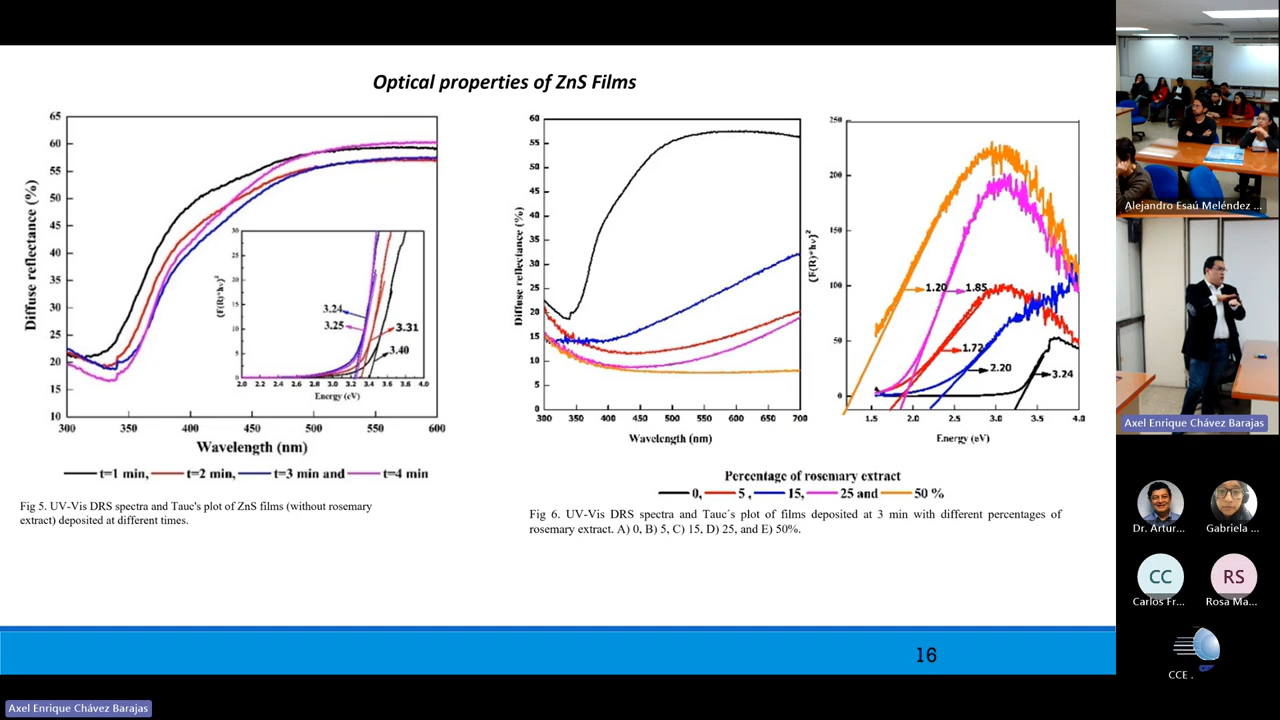 Optical properties of ZnS Films
65
60
55
50
45
40
35
30
25
20
15
10
Diffuse reflectance (%)
300 350 400 450 500 550 600
Wavelength (nm)
30
25
20
15
10
5
0
(F(R)*hν)²
3.24
3.25
3.31
3.40
2.0 2.2 2.4 2.6 2.8 3.0 3.2 3.4 3.6 3.8 4.0
Energy (eV)
t=1 min, t=2 min, t=3 min and t=4 min
Fig 5. UV-Vis DRS spectra and Tauc's plot of ZnS films (without rosemary
extract) deposited at different times.
60
55
50
45
40
35
30
25
20
15
10
5
0
Diffuse reflectance (%)
300 350 400 450 500 550 600 650 700
Wavelength (nm)
250
200
150
100
50
0
(F(R)*hν)²
1.20
1.85
1.72
2.20
3.24
1.5 2.0 2.5 3.0 3.5 4.0
Energy (eV)
Percentage of rosemary extract
0, 5 , 15, 25 and 50 %
Fig 6. UV-Vis DRS spectra and Tauc´s plot of films deposited at 3 min with different percentages of
rosemary extract. A) 0, B) 5, C) 15, D) 25, and E) 50%.
16
Alejandro Esaú Meléndez ...
Axel Enrique Chávez Barajas
Dr. Artur...
Gabriela ...
CC
RS
Carlos Fr...
Rosa Ma...
CCE .
Axel Enrique Chávez Barajas